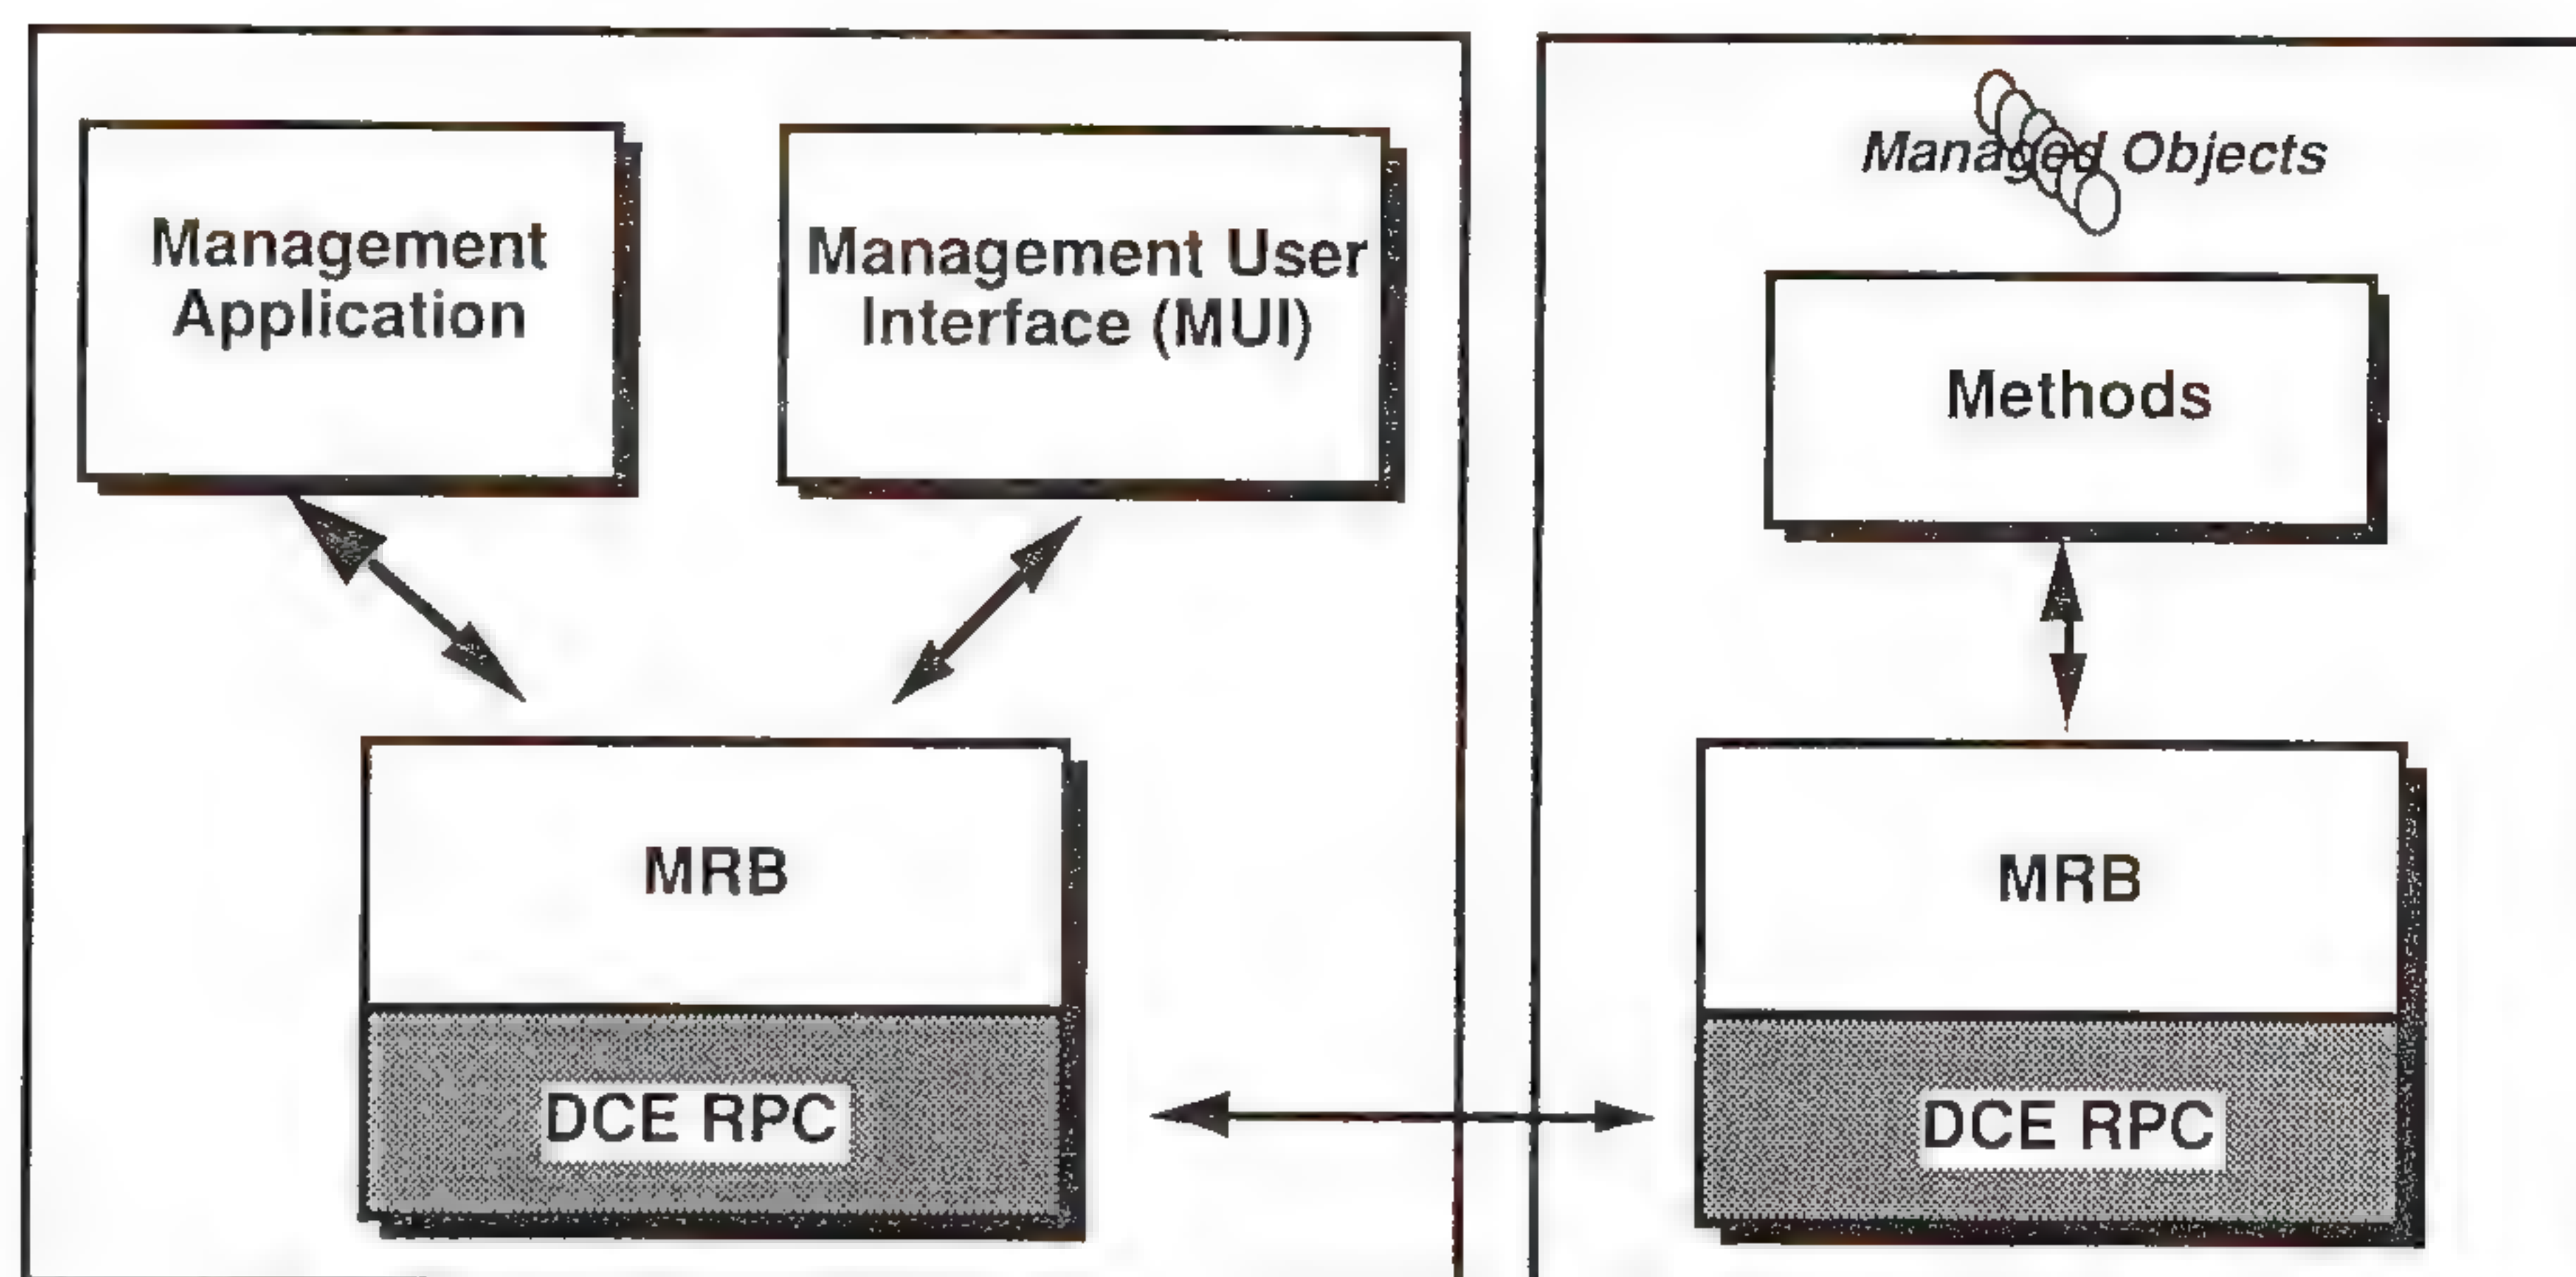 Management
Application
Management User
Interface (MUI)
MRB
DCE RPC
Managed Objects
Methods
MRB
DCE RPC